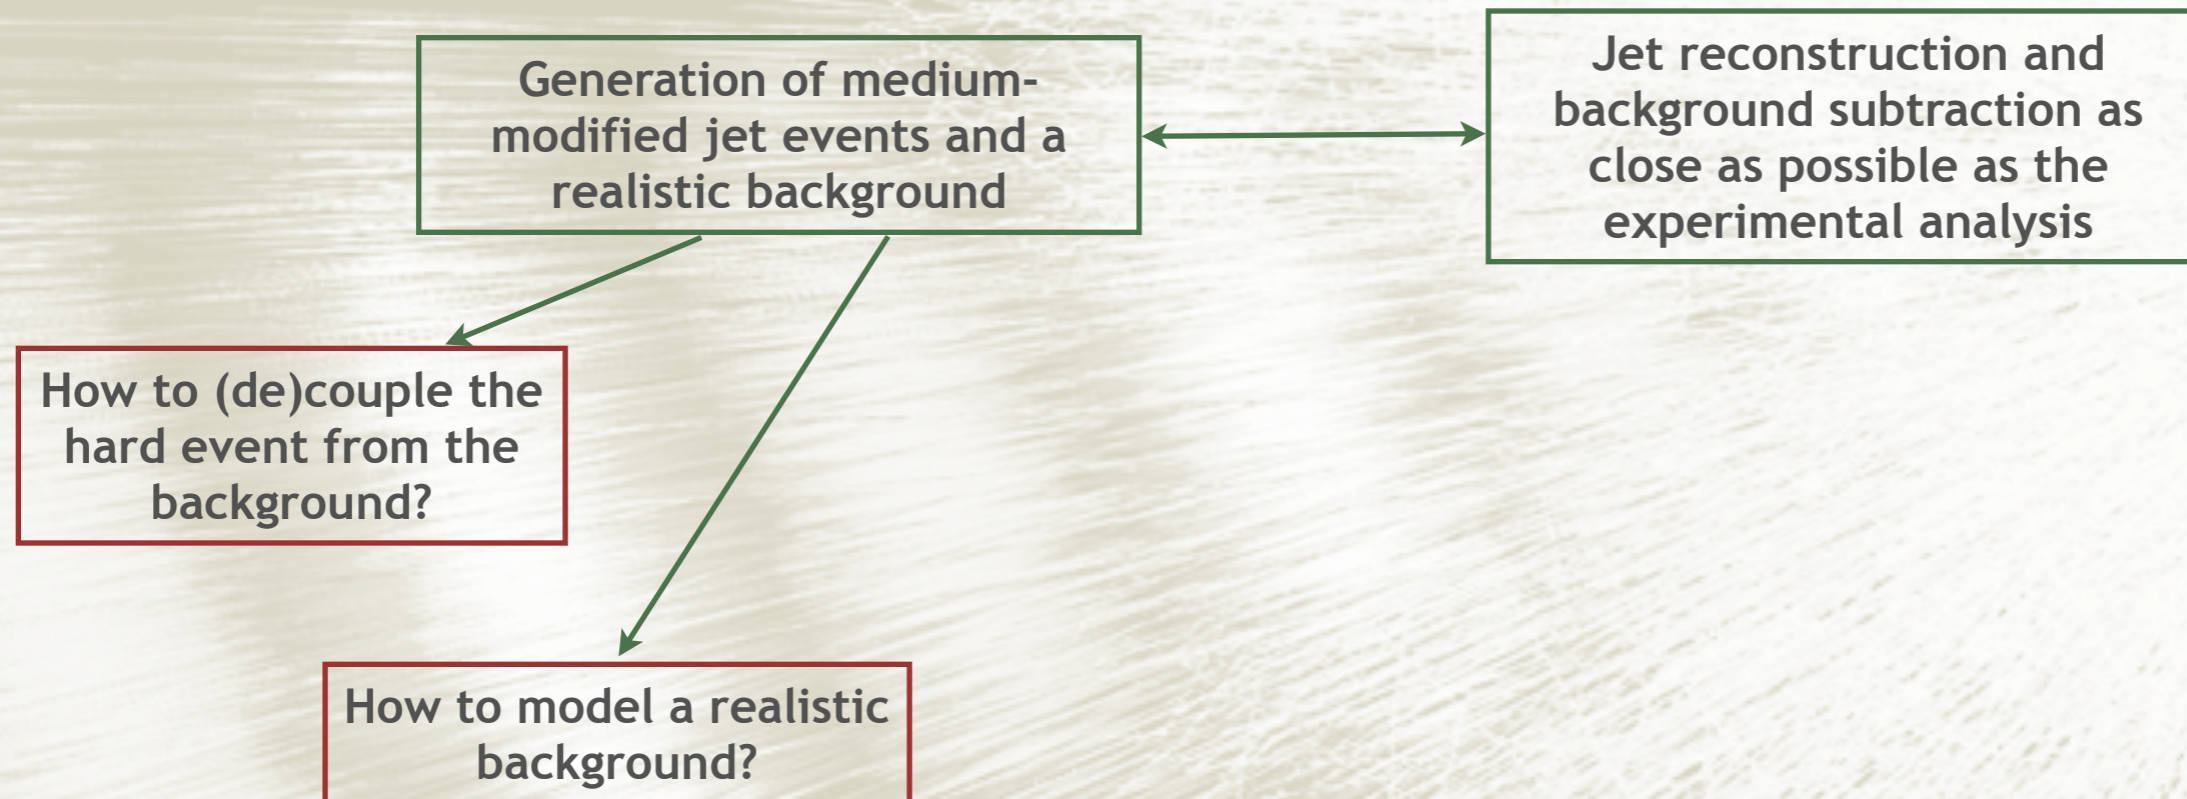 Generation of medium-
modified jet events and a
realistic background
Jet reconstruction and
background subtraction as
close as possible as the
experimental analysis
How to (de)couple the
hard event from the
background?
How to model a realistic
background?